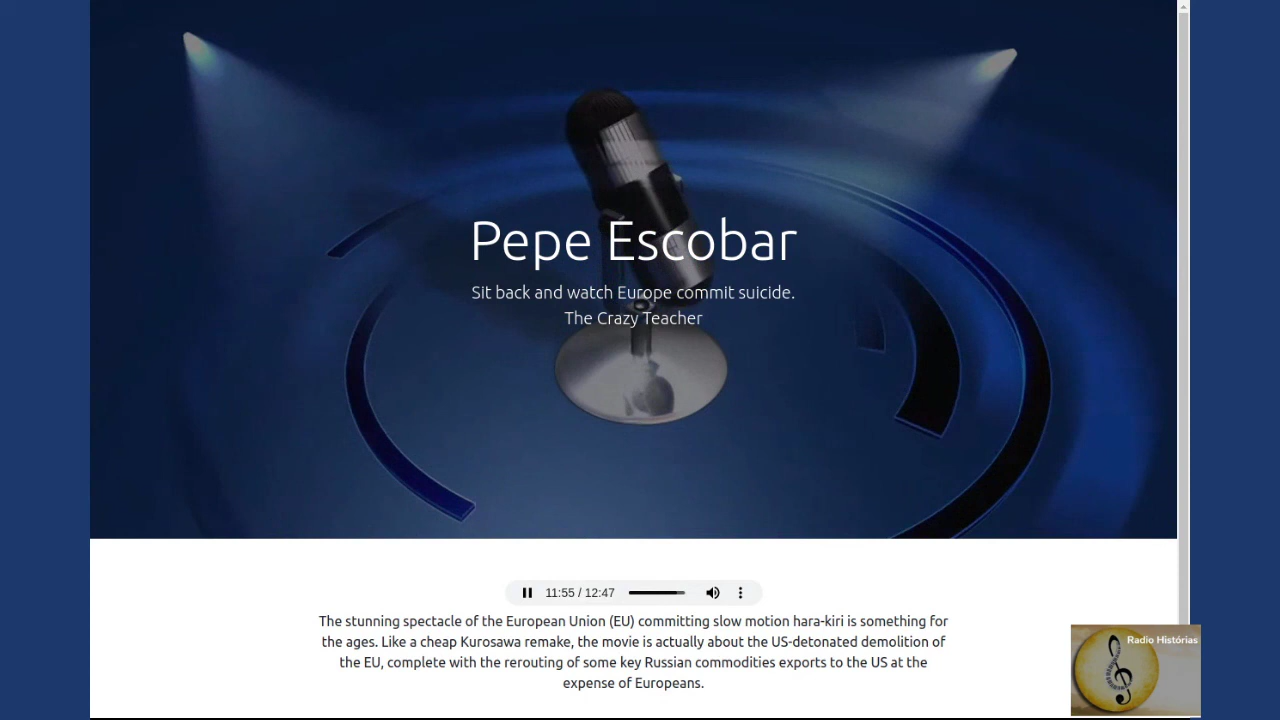 Pepe Escobar
Sit back and watch Europe commit suicide.
The Crazy Teacher
11:55 / 12:47
The stunning spectacle of the European Union (EU) committing slow motion hara-kiri is something for
the ages. Like a cheap Kurosawa remake, the movie is actually about the US-detonated demolition of
the EU, complete with the rerouting of some key Russian commodities exports to the US at the
expense of Europeans.
Radio Histórias